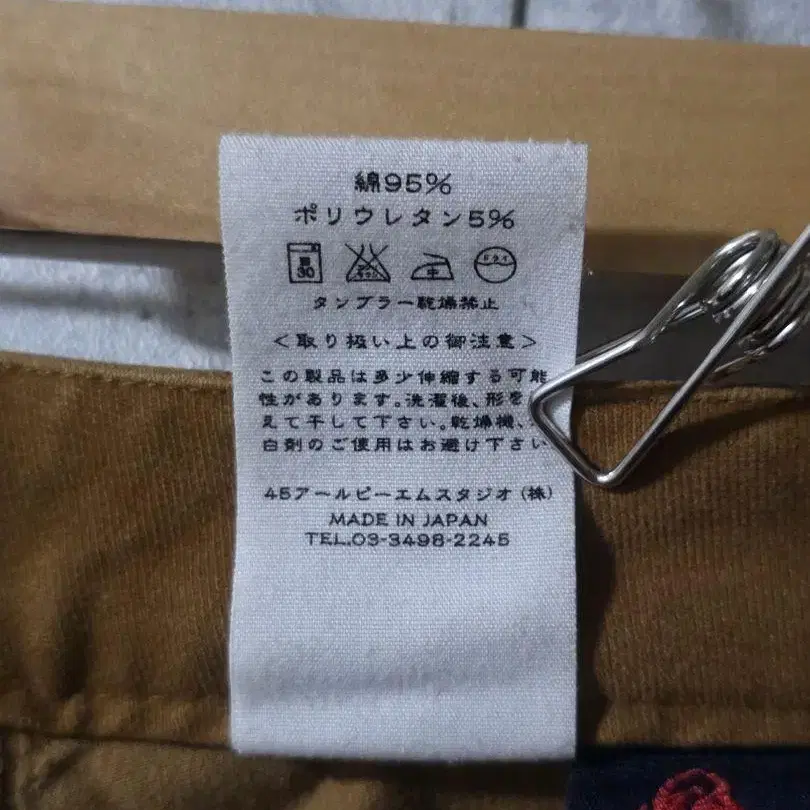 綿95%
ポリウレタン5%
30
中
ドライ
タンブラー乾燥禁止
<取り扱い上の御注意>
この製品は多少伸縮する可能
性があります。洗濯後、形を
えて干して下さい。乾燥機、
白剤のご使用はお避け下さい
45アールピーエムスタジオ(株)
MADE IN JAPAN
TEL.03-3498-2245